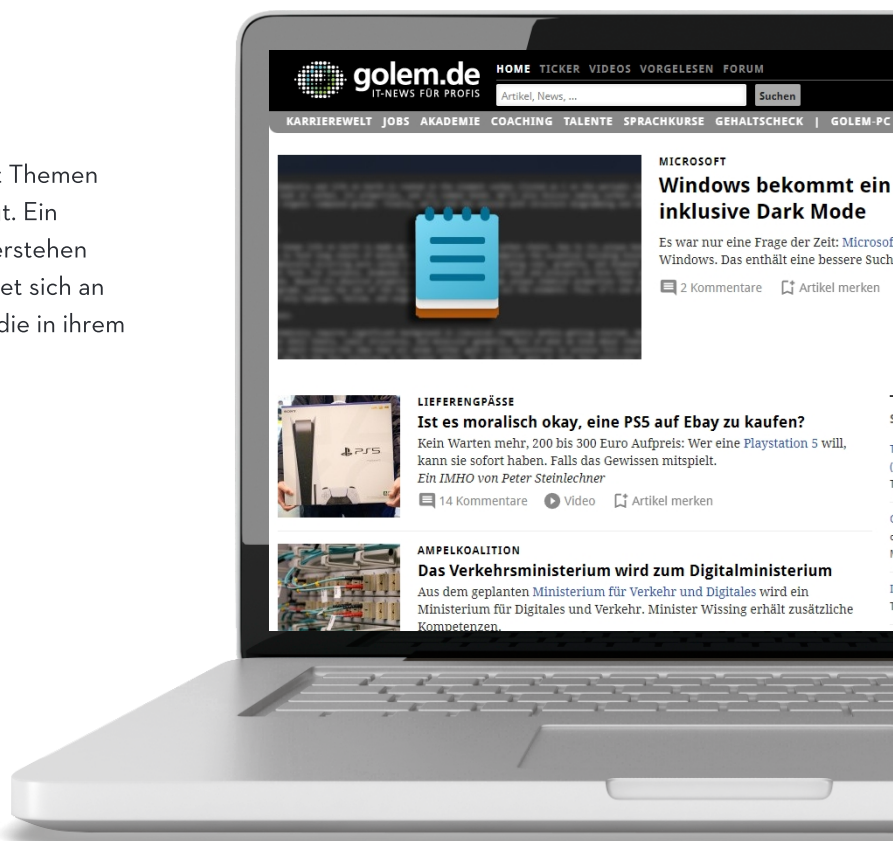 Themen
t. Ein
erstehen
et sich an
die in ihrem
golem.de
IT-NEWS FÜR PROFIS
HOME TICKER VIDEOS VORGELESEN FORUM
Artikel, News, ...
Suchen
KARRIEREWELT JOBS AKADEMIE COACHING TALENTE SPRACHKURSE GEHALTSCHECK | GOLEM-PC
MICROSOFT
Windows bekommt ein
inklusive Dark Mode
Es war nur eine Frage der Zeit: Microsof
Windows. Das enthält eine bessere Such
2 Kommentare Artikel merken
SONY
PS5
LIEFERENGPÄSSE
Ist es moralisch okay, eine PS5 auf Ebay zu kaufen?
Kein Warten mehr, 200 bis 300 Euro Aufpreis: Wer eine Playstation 5 will,
kann sie sofort haben. Falls das Gewissen mitspielt.
Ein IMHO von Peter Steinlechner
14 Kommentare Video Artikel merken
AMPELKOALITION
Das Verkehrsministerium wird zum Digitalministerium
Aus dem geplanten Ministerium für Verkehr und Digitales wird ein
Ministerium für Digitales und Verkehr. Minister Wissing erhält zusätzliche
Kompetenzen.